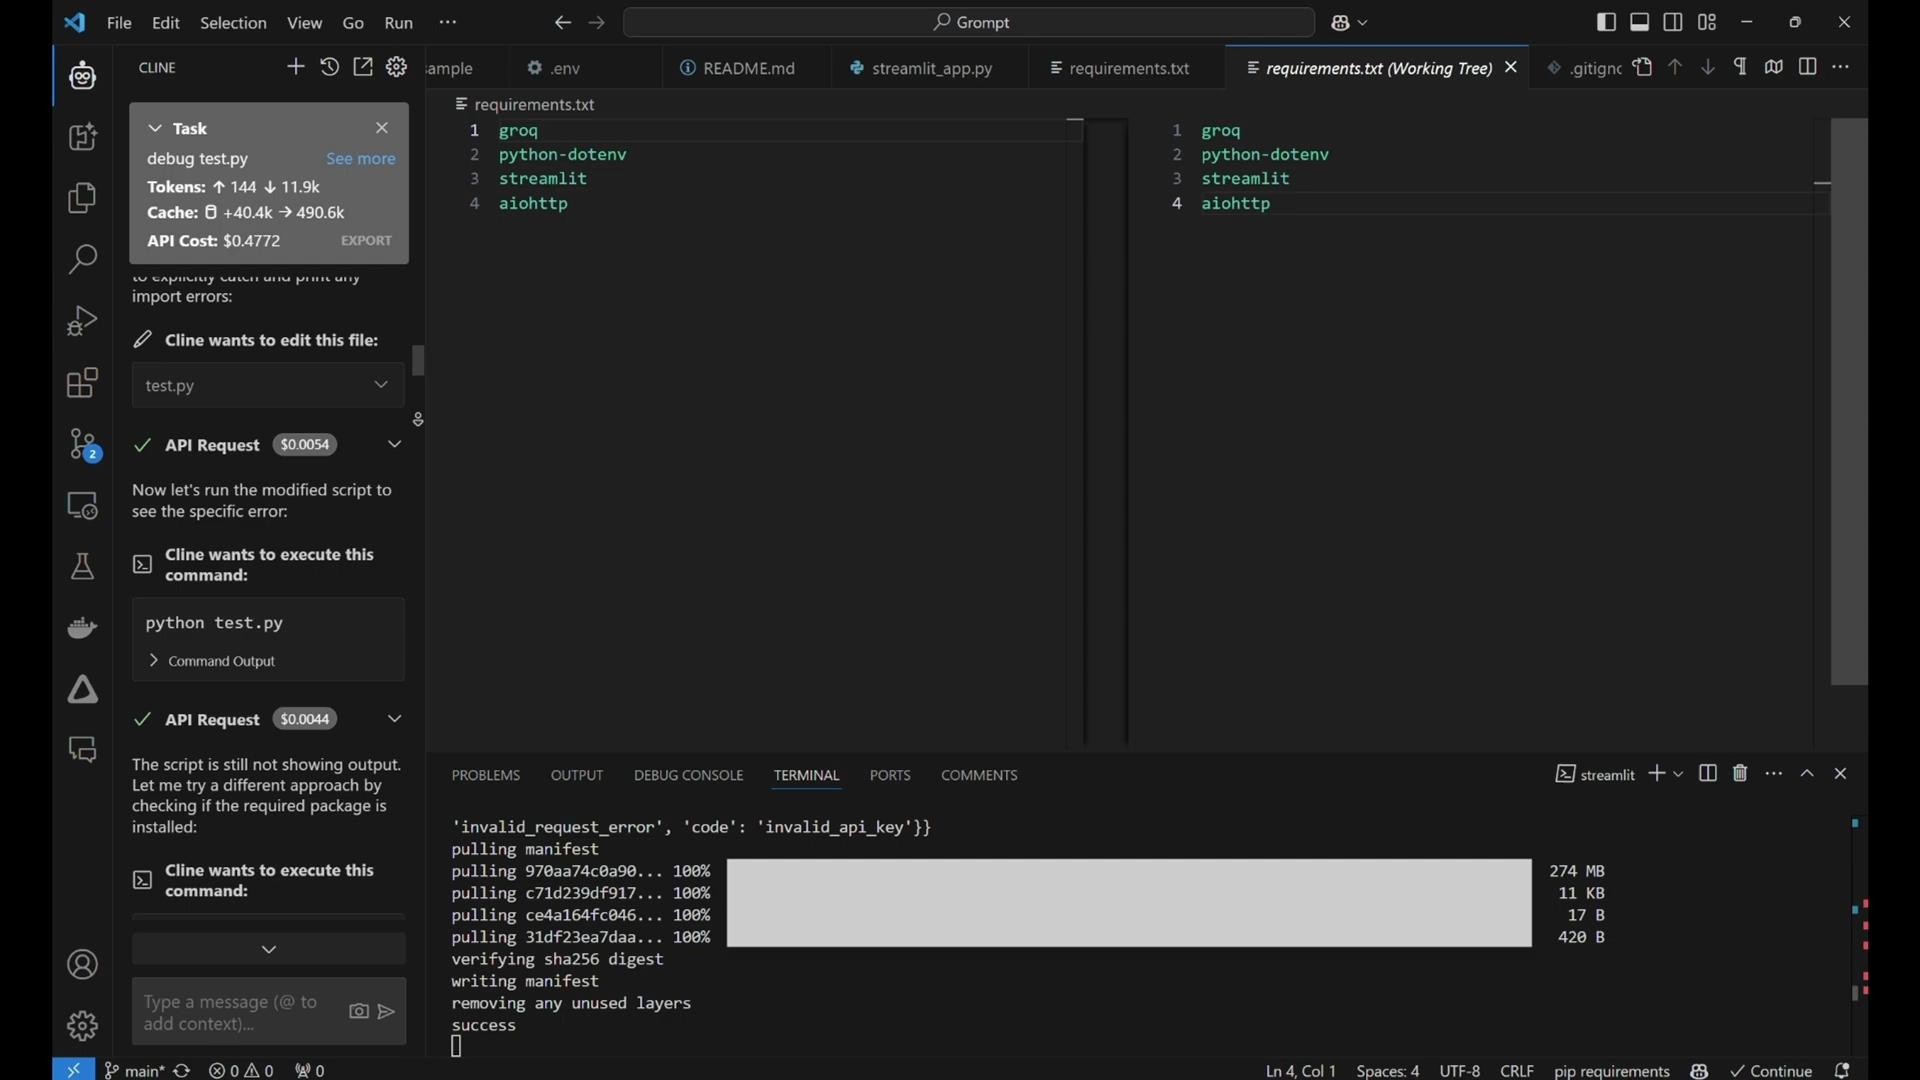 File Edit Selection View Go Run ···
Grompt
CLINE
Task
debug test.py See more
Tokens: ↑ 144 ↓ 11.9k
Cache: +40.4k → 490.6k
API Cost: $0.4772 EXPORT
to explicitly catch and print any
import errors:
Cline wants to edit this file:
test.py
API Request $0.0054
Now let's run the modified script to
see the specific error:
Cline wants to execute this
command:
python test.py
Command Output
API Request $0.0044
The script is still not showing output.
Let me try a different approach by
checking if the required package is
installed:
Cline wants to execute this
command:
Type a message (@ to
add context)...
2
ample .env README.md streamlit_app.py requirements.txt requirements.txt (Working Tree) .gitign
requirements.txt
1 groq
2 python-dotenv
3 streamlit
4 aiohttp
1 groq
2 python-dotenv
3 streamlit
4 aiohttp
PROBLEMS OUTPUT DEBUG CONSOLE TERMINAL PORTS COMMENTS
streamlit
'invalid_request_error', 'code': 'invalid_api_key'}}
pulling manifest
pulling 970aa74c0a90... 100% 274 MB
pulling c71d239df917... 100% 11 KB
pulling ce4a164fc046... 100% 17 B
pulling 31df23ea7daa... 100% 420 B
verifying sha256 digest
writing manifest
removing any unused layers
success
main* 0 0 0 Ln 4, Col 1 Spaces: 4 UTF-8 CRLF pip requirements Continue